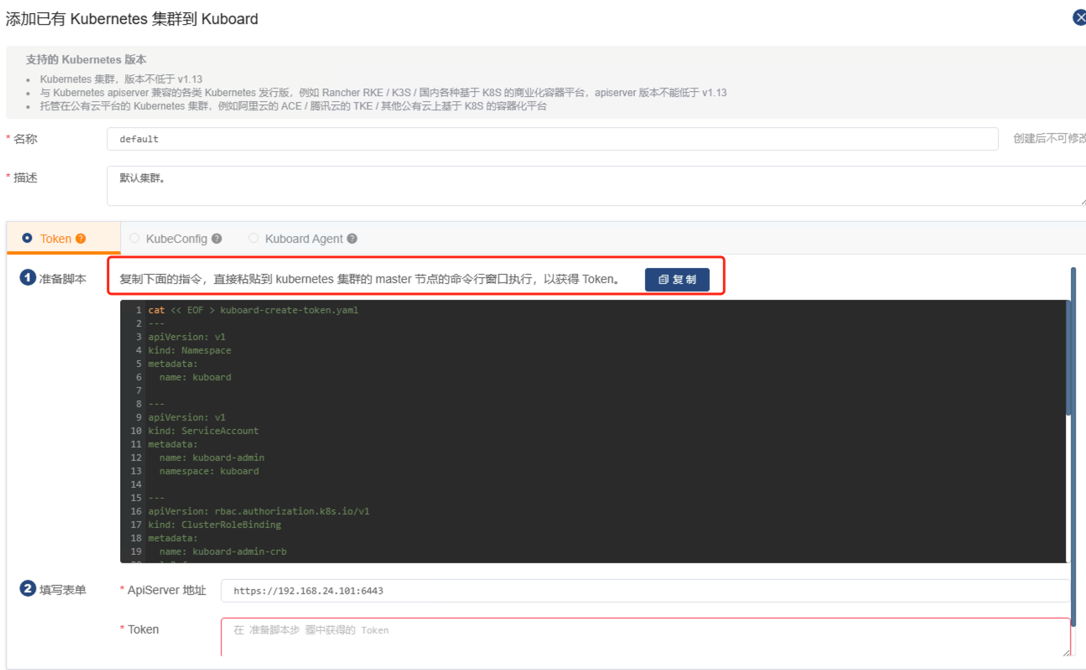 添加已有 Kubernetes 集群到 Kuboard
支持的 Kubernetes 版本
Kubernetes 集群，版本不低于 v1.13
与 Kubernetes apiserver 兼容的各类 Kubernetes 发行版，例如 Rancher RKE / K3S / 国内各种基于 K8S 的商业化容器平台，apiserver 版本不能低于 v1.13
托管在公有云平台的 Kubernetes 集群，例如阿里云的 ACE / 腾讯云的 TKE / 其他公有云上基于 K8S 的容器化平台
* 名称 default 创建后不可修改
* 描述 默认集群。
Token KubeConfig Kuboard Agent
1 准备脚本 复制下面的指令，直接粘贴到 kubernetes 集群的 master 节点的命令行窗口执行，以获得 Token。 复制
1 cat << EOF > kuboard-create-token.yaml
2 ---
3 apiVersion: v1
4 kind: Namespace
5 metadata:
6 name: kuboard
7
8 ---
9 apiVersion: v1
10 kind: ServiceAccount
11 metadata:
12 name: kuboard-admin
13 namespace: kuboard
14
15 ---
16 apiVersion: rbac.authorization.k8s.io/v1
17 kind: ClusterRoleBinding
18 metadata:
19 name: kuboard-admin-crb
2 填写表单 * ApiServer 地址 https://192.168.24.101:6443
* Token 在 准备脚本步 骤中获得的 Token